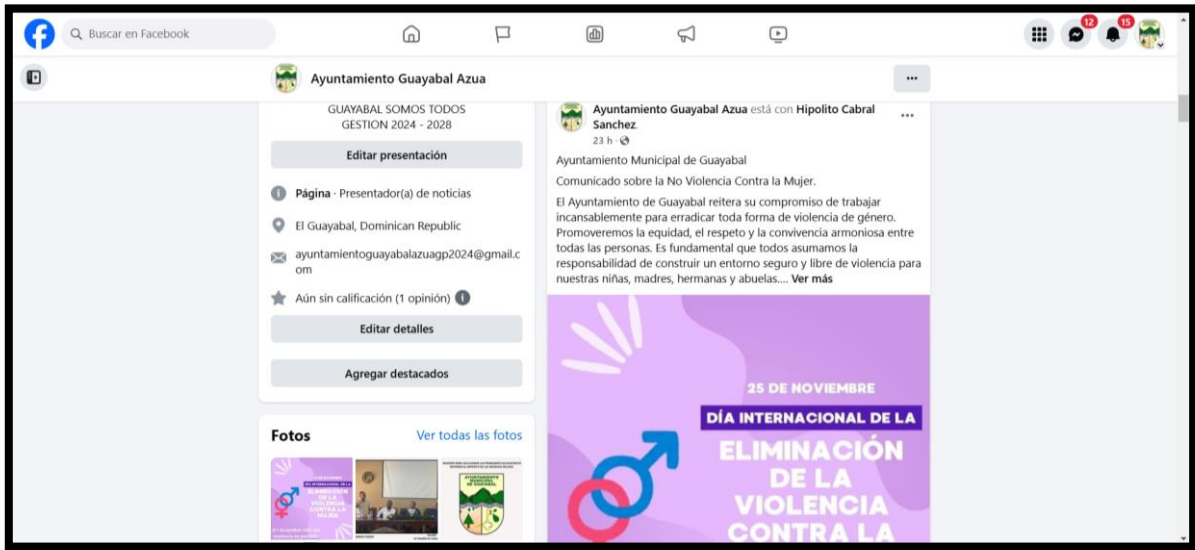 Buscar en Facebook
12
15
Ayuntamiento Guayabal Azua
GUAYABAL SOMOS TODOS
GESTION 2024 - 2028
Editar presentación
Página · Presentador(a) de noticias
El Guayabal, Dominican Republic
ayuntamientoguayabalazuagp2024@gmail.c
om
Aún sin calificación (1 opinión)
Editar detalles
Agregar destacados
Fotos
Ver todas las fotos
Ayuntamiento Guayabal Azua está con Hipolito Cabral
Sanchez.
23 h
Ayuntamiento Municipal de Guayabal
Comunicado sobre la No Violencia Contra la Mujer.
El Ayuntamiento de Guayabal reitera su compromiso de trabajar
incansablemente para erradicar toda forma de violencia de género.
Promoveremos la equidad, el respeto y la convivencia armoniosa entre
todas las personas. Es fundamental que todos asumamos la
responsabilidad de construir un entorno seguro y libre de violencia para
nuestras niñas, madres, hermanas y abuelas.... Ver más
25 DE NOVIEMBRE
DÍA INTERNACIONAL DE LA
ELIMINACIÓN
DE LA
VIOLENCIA
CONTRA LA